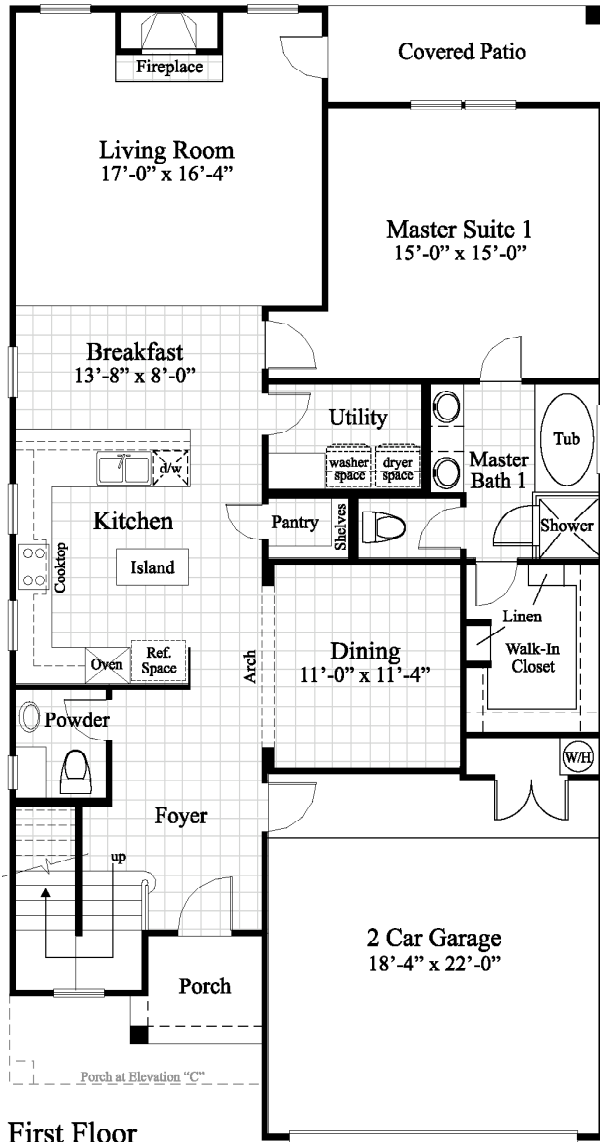 Covered Patio
Fireplace
Living Room
17’-0” x 16’-4”
Master Suite 1
15’-0” x 15’-0”
Breakfast
13’-8” x 8’-0”
Utility
washer
space
dryer
space
Tub
Master
Bath 1
d/w
Kitchen
Pantry
Shelves
Shower
Cooktop
Island
Linen
Walk-In
Closet
Oven
Ref.
Space
Arch
Dining
11’-0” x 11’-4”
Powder
W/H
Foyer
up
2 Car Garage
18’-4” x 22’-0”
Porch
Porch at Elevation “C”
First Floor